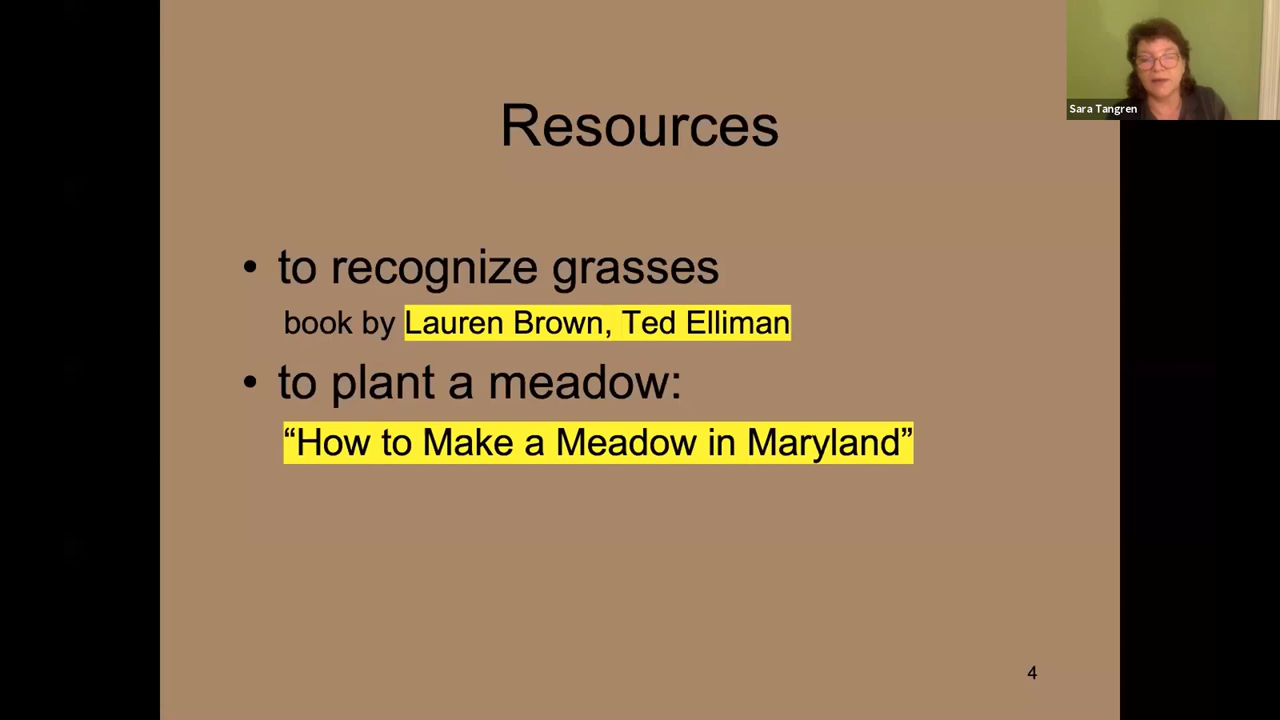 Sara Tangren
Resources
• to recognize grasses
book by Lauren Brown, Ted Elliman
• to plant a meadow:
“How to Make a Meadow in Maryland”
4